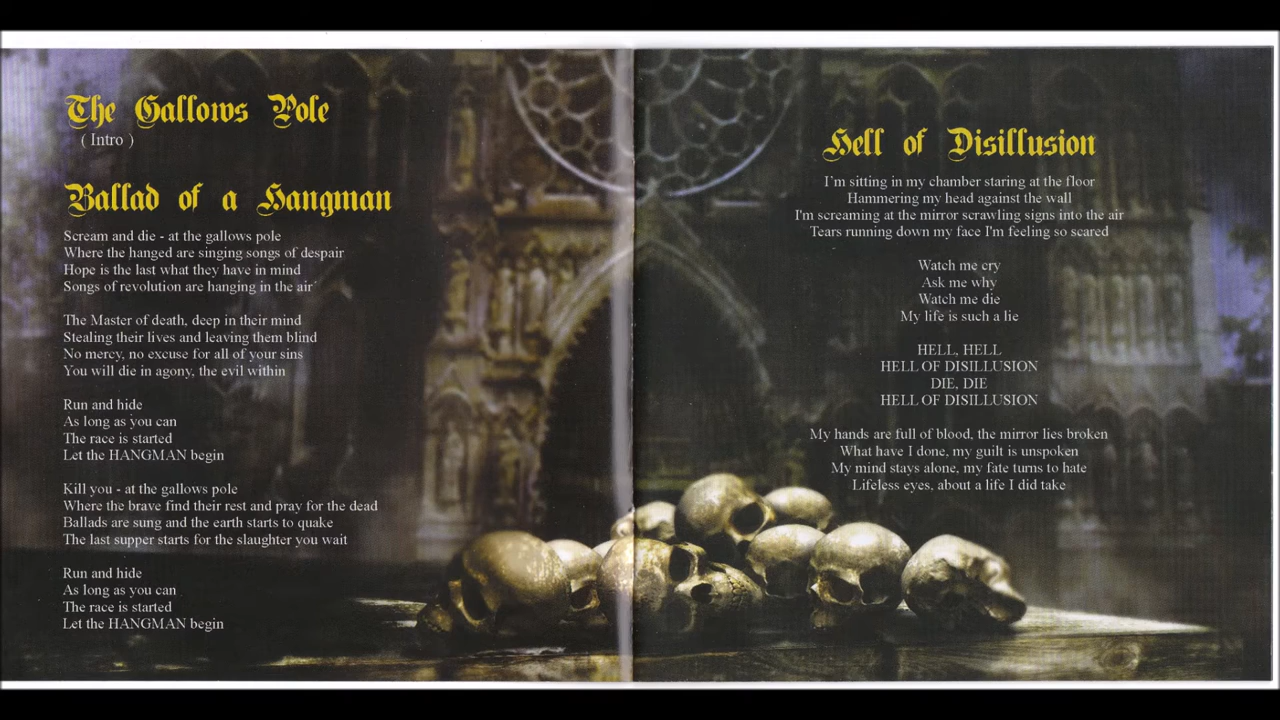 The Gallows Pole
( Intro )
Ballad of a Hangman
Scream and die - at the gallows pole
Where the hanged are singing songs of despair
Hope is the last what they have in mind
Songs of revolution are hanging in the air
The Master of death, deep in their mind
Stealing their lives and leaving them blind
No mercy, no excuse for all of your sins
You will die in agony, the evil within
Run and hide
As long as you can
The race is started
Let the HANGMAN begin
Kill you - at the gallows pole
Where the brave find their rest and pray for the dead
Ballads are sung and the earth starts to quake
The last supper starts for the slaughter you wait
Run and hide
As long as you can
The race is started
Let the HANGMAN begin
Hell of Disillusion
I'm sitting in my chamber staring at the floor
Hammering my head against the wall
I'm screaming at the mirror scrawling signs into the air
Tears running down my face I'm feeling so scared
Watch me cry
Ask me why
Watch me die
My life is such a lie
HELL, HELL
HELL OF DISILLUSION
DIE, DIE
HELL OF DISILLUSION
My hands are full of blood, the mirror lies broken
What have I done, my guilt is unspoken
My mind stays alone, my fate turns to hate
Lifeless eyes, about a life I did take